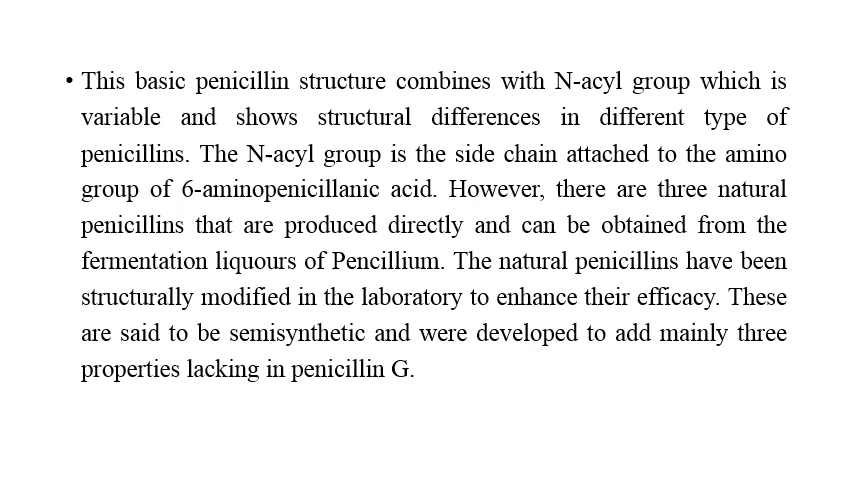 • This basic penicillin structure combines with N-acyl group which is
variable and shows structural differences in different type of
penicillins. The N-acyl group is the side chain attached to the amino
group of 6-aminopenicillanic acid. However, there are three natural
penicillins that are produced directly and can be obtained from the
fermentation liquours of Pencillium. The natural penicillins have been
structurally modified in the laboratory to enhance their efficacy. These
are said to be semisynthetic and were developed to add mainly three
properties lacking in penicillin G.